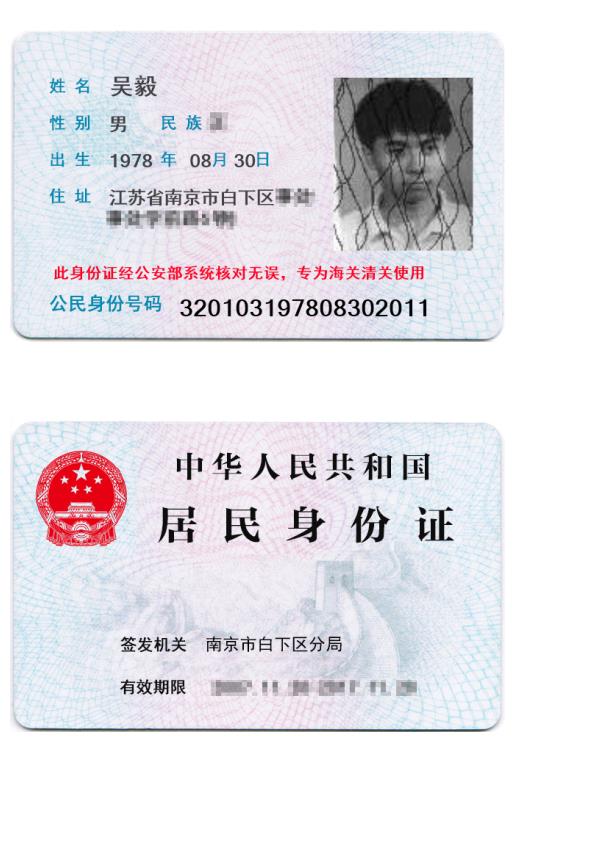 姓名 吴毅
性别 男 民族
出生 1978 年 08月 30日
住址 江苏省南京市白下区
此身份证经公安部系统核对无误，专为海关清关使用
公民身份号码 320103197808302011
中华人民共和国
居民身份证
签发机关 南京市白下区分局
有效期限